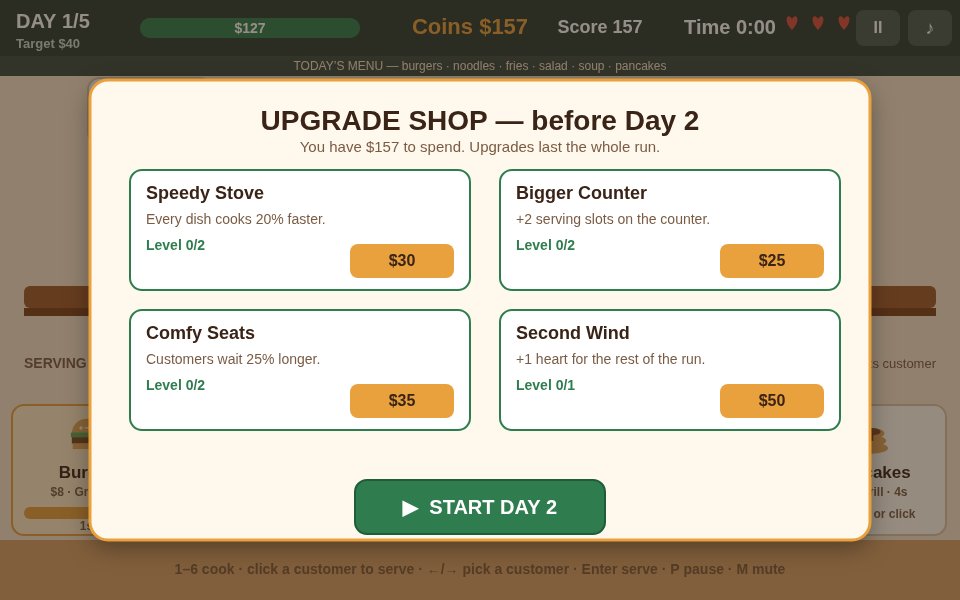 DAY 1/5
Target $40
$127
Coins $157
Score 157
Time 0:00
TODAY'S MENU — burgers · noodles · fries · salad · soup · pancakes
UPGRADE SHOP — before Day 2
You have $157 to spend. Upgrades last the whole run.
Speedy Stove
Every dish cooks 20% faster.
Level 0/2
$30
Bigger Counter
+2 serving slots on the counter.
Level 0/2
$25
Comfy Seats
Customers wait 25% longer.
Level 0/2
$35
Second Wind
+1 heart for the rest of the run.
Level 0/1
$50
SERVING
customer
$8
4s
or click
▶ START DAY 2
1–6 cook · click a customer to serve · ←/→ pick a customer · Enter serve · P pause · M mute